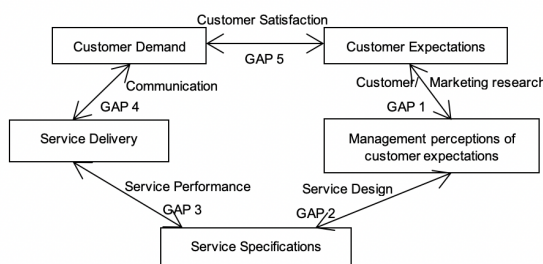 Customer Satisfaction
Customer Demand
Customer Expectations
GAP 5
Communication
Customer/ Marketing research
GAP 4
GAP 1
Service Delivery
Management perceptions of
customer expectations
Service Performance
Service Design
GAP 3
GAP 2
Service Specifications